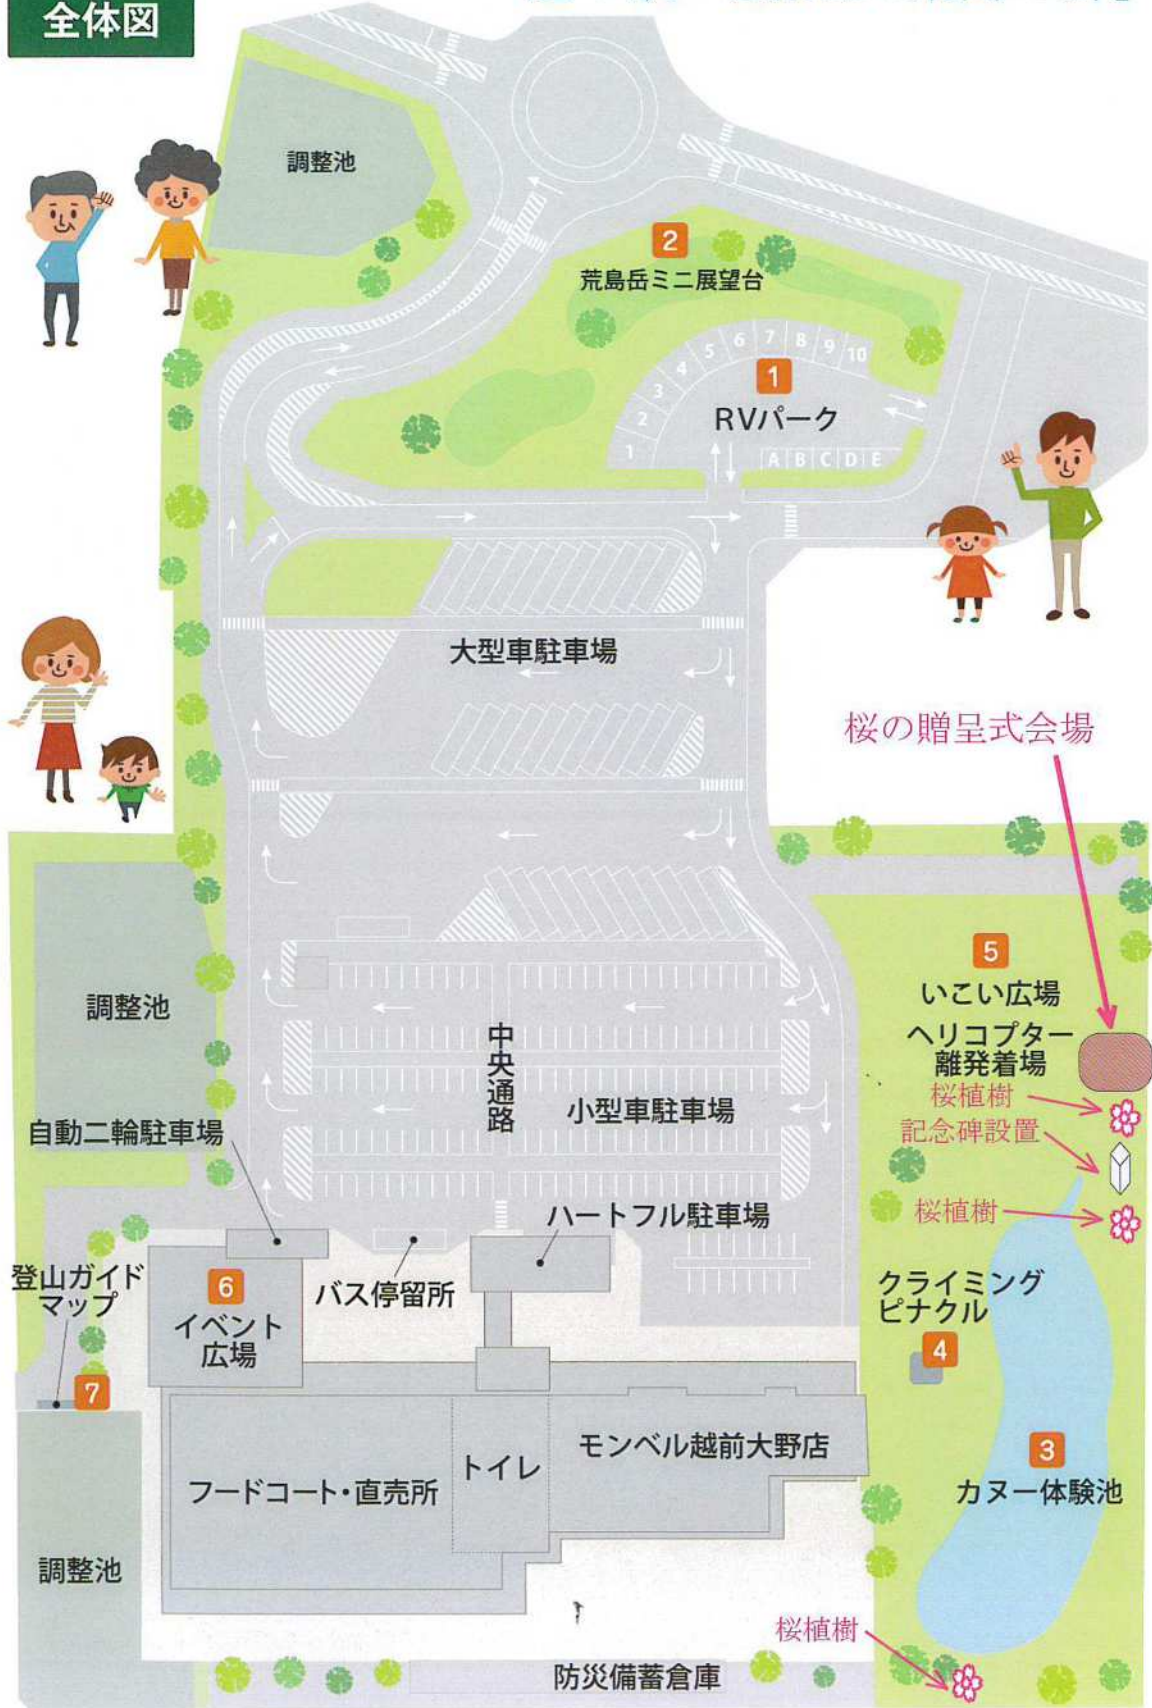 全体図
調整池
2
荒島岳ミニ展望台
1 2 3 4 5 6 7 8 9 10
1
RVパーク
A B C D E
大型車駐車場
桜の贈呈式会場
5
いこい広場
ヘリコプター
離発着場
調整池
中央通路
小型車駐車場
桜植樹
記念碑設置
自動二輪駐車場
桜植樹
ハートフル駐車場
登山ガイド
マップ
6
イベント
広場
バス停留所
クライミング
ピナクル
4
7
モンベル越前大野店
トイレ
フードコート・直売所
3
カヌー体験池
調整池
桜植樹
防災備蓄倉庫